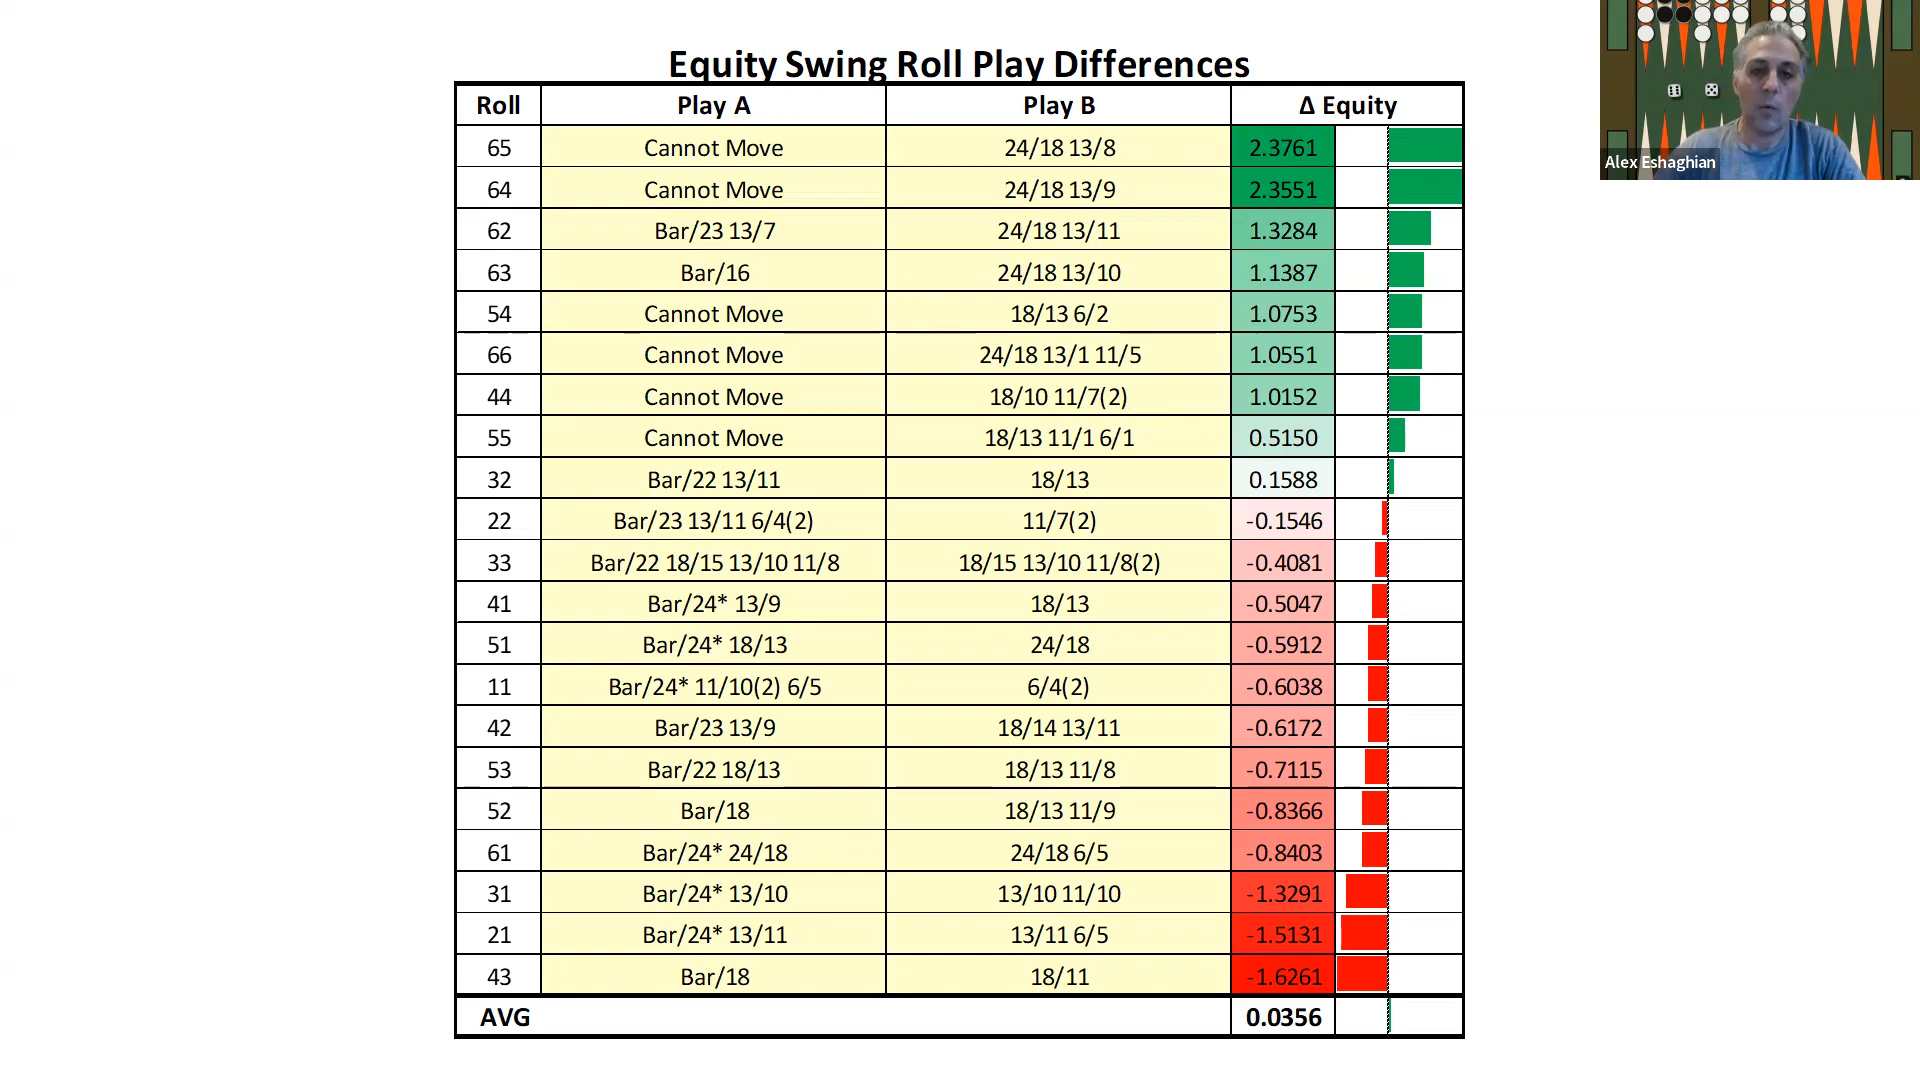 Equity Swing Roll Play Differences
Roll Play A Play B Δ Equity
65 Cannot Move 24/18 13/8 2.3761
64 Cannot Move 24/18 13/9 2.3551
62 Bar/23 13/7 24/18 13/11 1.3284
63 Bar/16 24/18 13/10 1.1387
54 Cannot Move 18/13 6/2 1.0753
66 Cannot Move 24/18 13/1 11/5 1.0551
44 Cannot Move 18/10 11/7(2) 1.0152
55 Cannot Move 18/13 11/1 6/1 0.5150
32 Bar/22 13/11 18/13 0.1588
22 Bar/23 13/11 6/4(2) 11/7(2) -0.1546
33 Bar/22 18/15 13/10 11/8 18/15 13/10 11/8(2) -0.4081
41 Bar/24* 13/9 18/13 -0.5047
51 Bar/24* 18/13 24/18 -0.5912
11 Bar/24* 11/10(2) 6/5 6/4(2) -0.6038
42 Bar/23 13/9 18/14 13/11 -0.6172
53 Bar/22 18/13 18/13 11/8 -0.7115
52 Bar/18 18/13 11/9 -0.8366
61 Bar/24* 24/18 24/18 6/5 -0.8403
31 Bar/24* 13/10 13/10 11/10 -1.3291
21 Bar/24* 13/11 13/11 6/5 -1.5131
43 Bar/18 18/11 -1.6261
AVG 0.0356
Alex Eshaghian